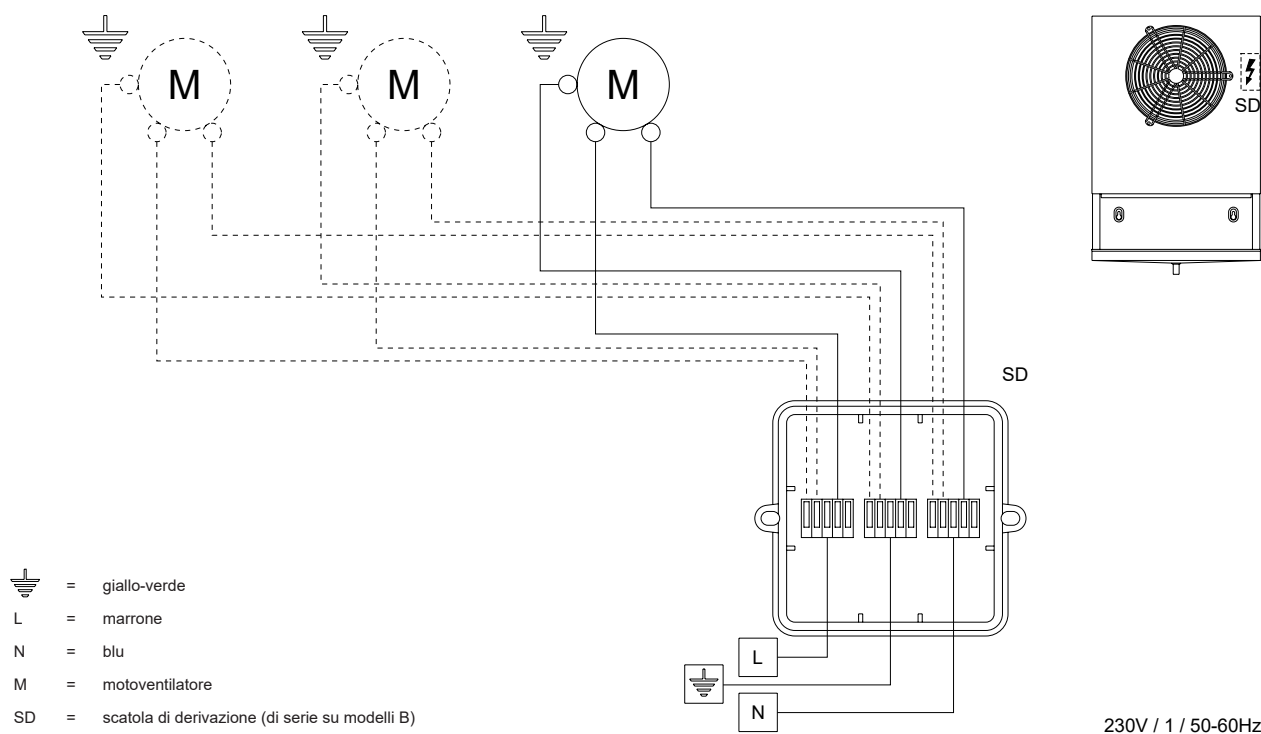 M M M
SD
SD
= giallo-verde
L = marrone
N = blu
M = motoventilatore
SD = scatola di derivazione (di serie su modelli B)
L
N
230V / 1 / 50-60Hz